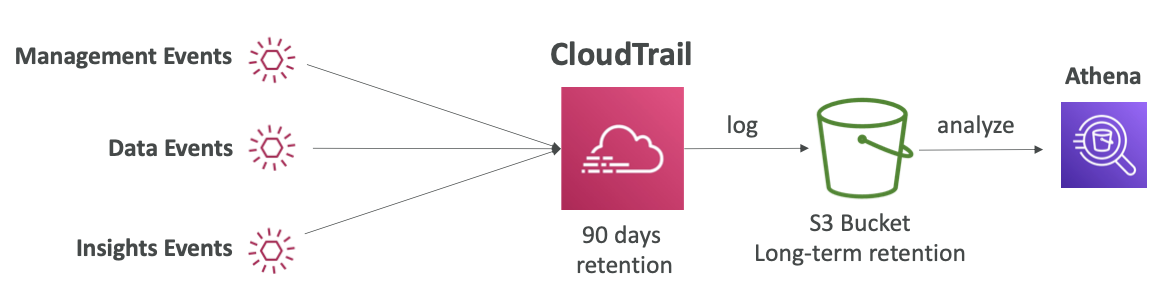 Management Events
Data Events
Insights Events
CloudTrail
90 days
retention
log
S3 Bucket
Long-term retention
analyze
Athena